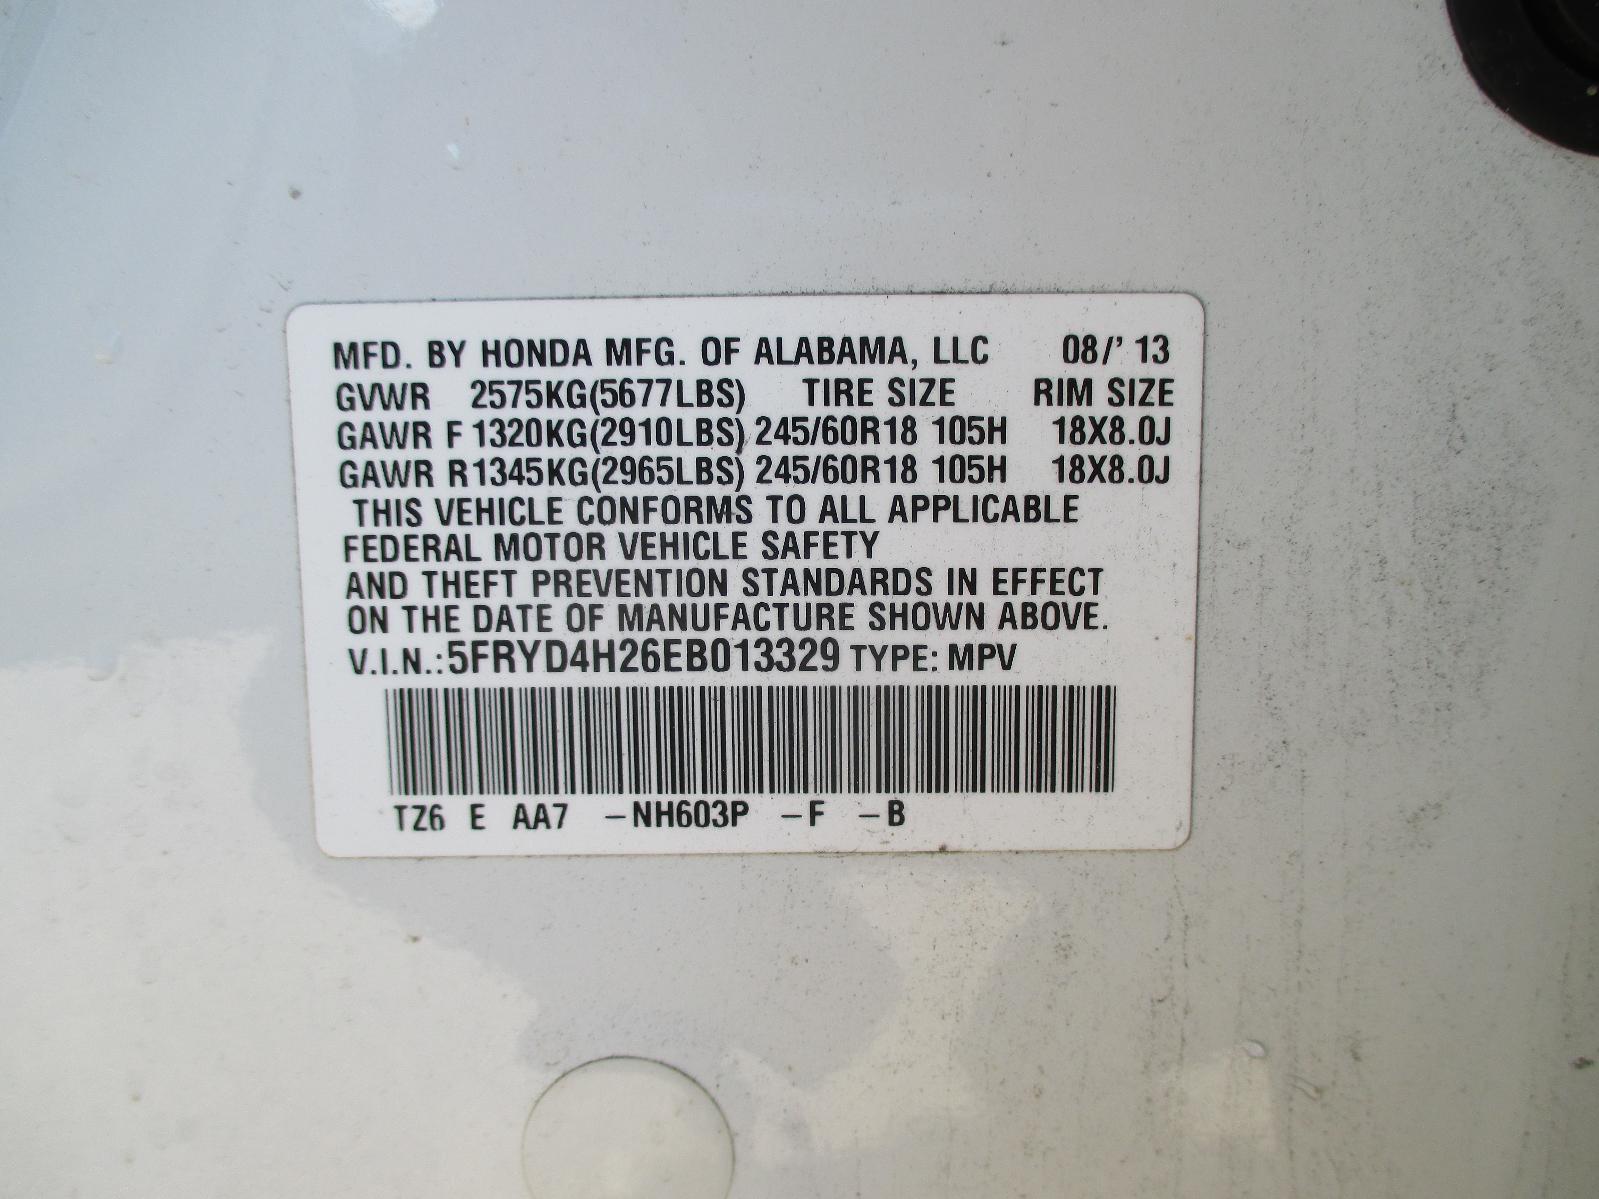 MFD. BY HONDA MFG. OF ALABAMA, LLC 08/' 13
GVWR 2575KG(5677LBS) TIRE SIZE RIM SIZE
GAWR F 1320KG(2910LBS) 245/60R18 105H 18X8.0J
GAWR R1345KG(2965LBS) 245/60R18 105H 18X8.0J
THIS VEHICLE CONFORMS TO ALL APPLICABLE
FEDERAL MOTOR VEHICLE SAFETY
AND THEFT PREVENTION STANDARDS IN EFFECT
ON THE DATE OF MANUFACTURE SHOWN ABOVE.
V.I.N.:5FRYD4H26EB013329 TYPE: MPV
TZ6 E AA7 –NH603P –F –B